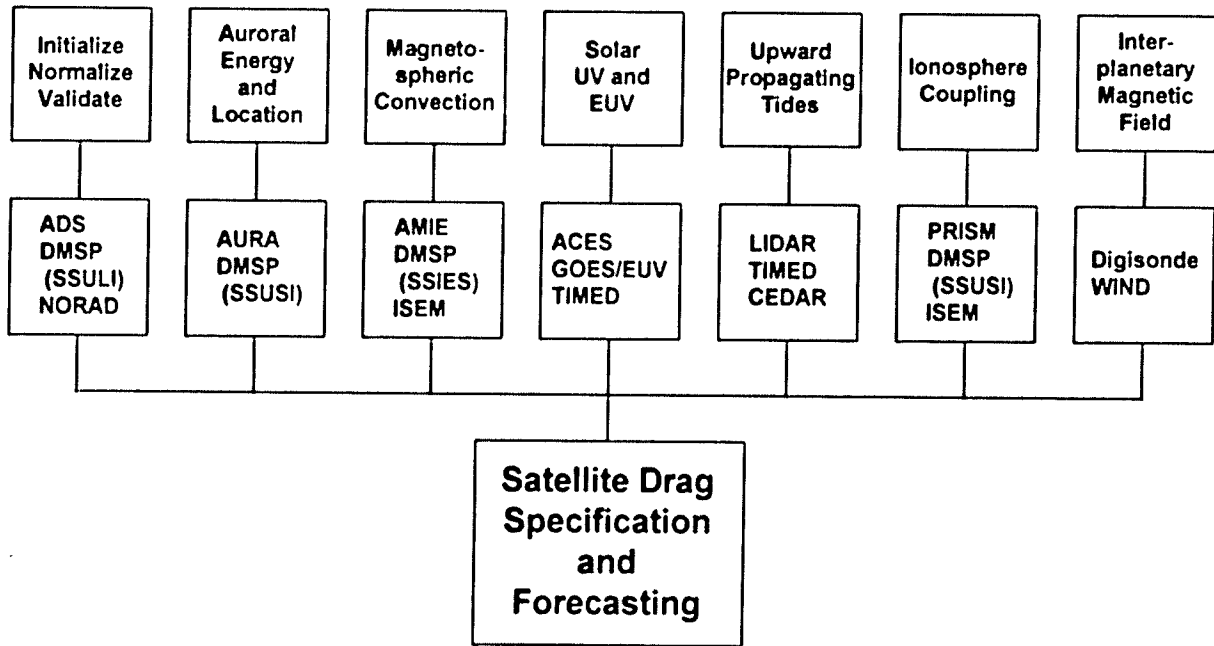 Initialize
Normalize
Validate
Auroral
Energy
and
Location
Magneto-
spheric
Convection
Solar
UV and
EUV
Upward
Propagating
Tides
Ionosphere
Coupling
Inter-
planetary
Magnetic
Field
ADS
DMSP
(SSULI)
NORAD
AURA
DMSP
(SSUSI)
AMIE
DMSP
(SSIES)
ISEM
ACES
GOES/EUV
TIMED
LIDAR
TIMED
CEDAR
PRISM
DMSP
(SSUSI)
ISEM
Digisonde
WIND
Satellite Drag
Specification
and
Forecasting